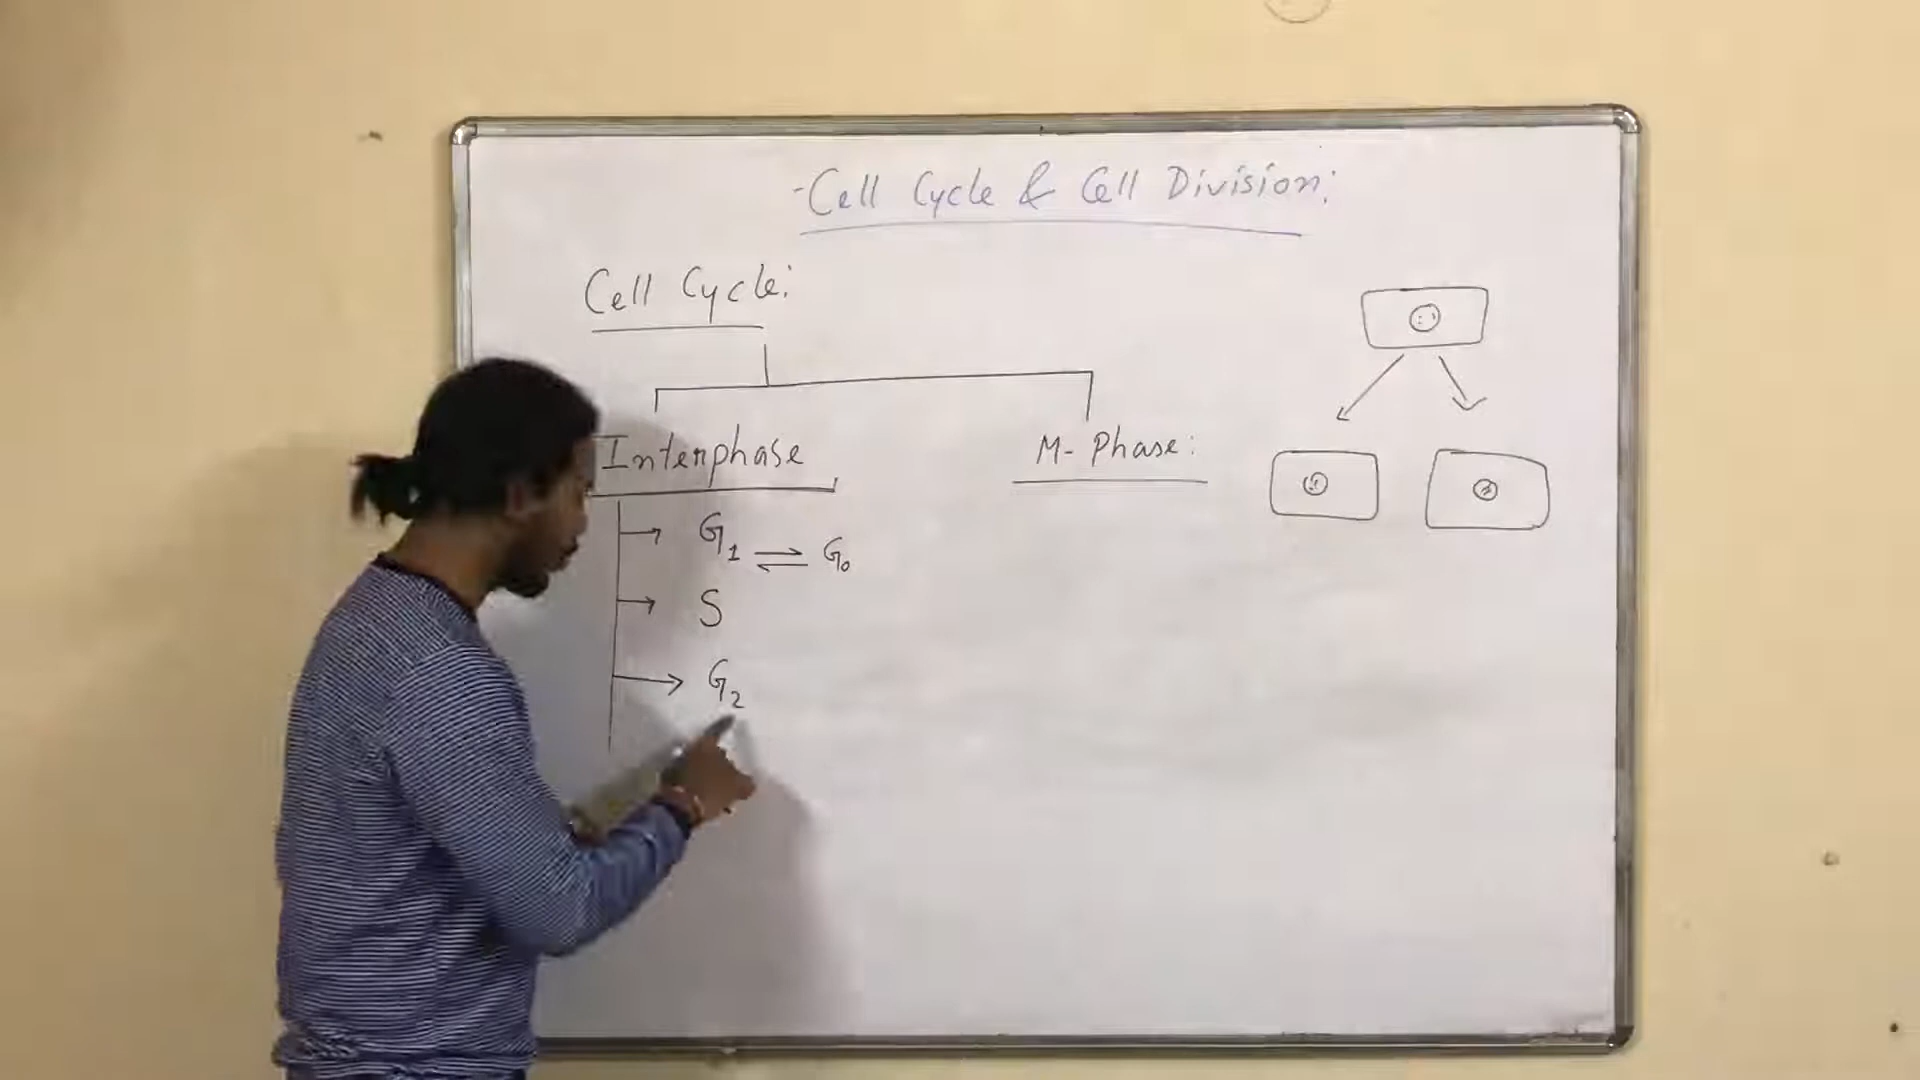 -Cell Cycle & Cell Division:
Cell Cycle:
Interphase
M-Phase:
G1 ⇌ G0
S
G2